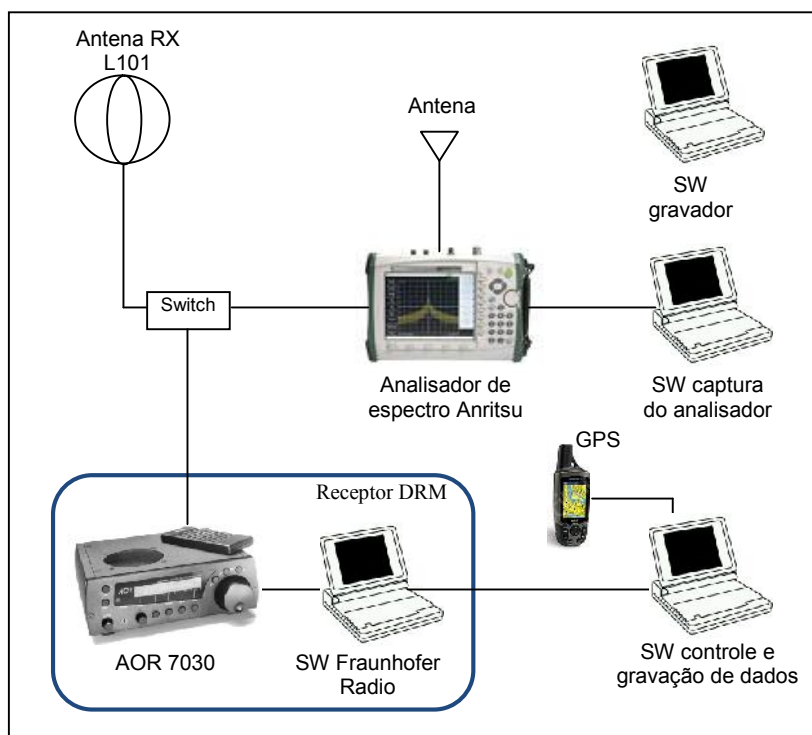 Antena RX
L101
Antena
SW
gravador
Switch
Analisador de
espectro Anritsu
SW captura
do analisador
GPS
Receptor DRM
AOR 7030
SW Fraunhofer
Radio
SW controle e
gravação de dados